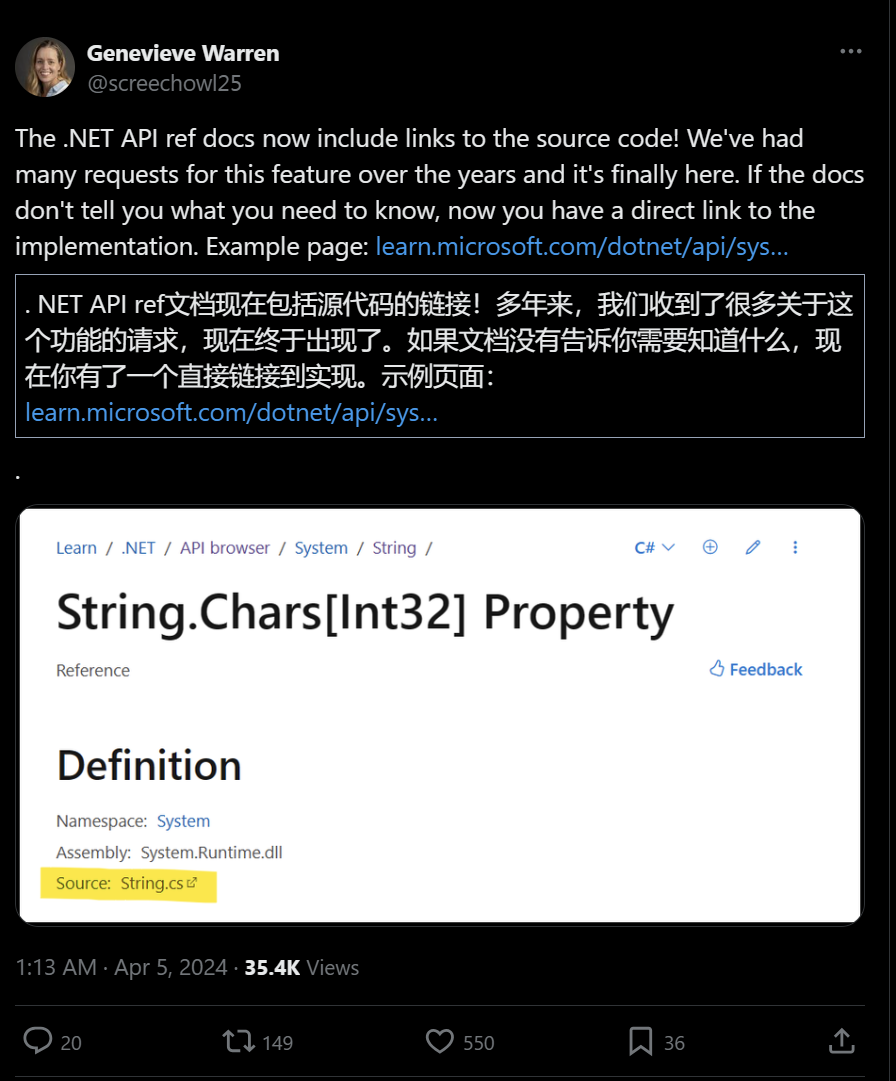 Genevieve Warren
@screechowl25
The .NET API ref docs now include links to the source code! We've had
many requests for this feature over the years and it's finally here. If the docs
don't tell you what you need to know, now you have a direct link to the
implementation. Example page: learn.microsoft.com/dotnet/api/sys…
. NET API ref文档现在包括源代码的链接！多年来，我们收到了很多关于这
个功能的请求，现在终于出现了。如果文档没有告诉你需要知道什么，现
在你有了一个直接链接到实现。示例页面：
learn.microsoft.com/dotnet/api/sys…
.
Learn / .NET / API browser / System / String /
C#
String.Chars[Int32] Property
Reference
Feedback
Definition
Namespace: System
Assembly: System.Runtime.dll
Source: String.cs
1:13 AM · Apr 5, 2024 · 35.4K Views
20 149 550 36